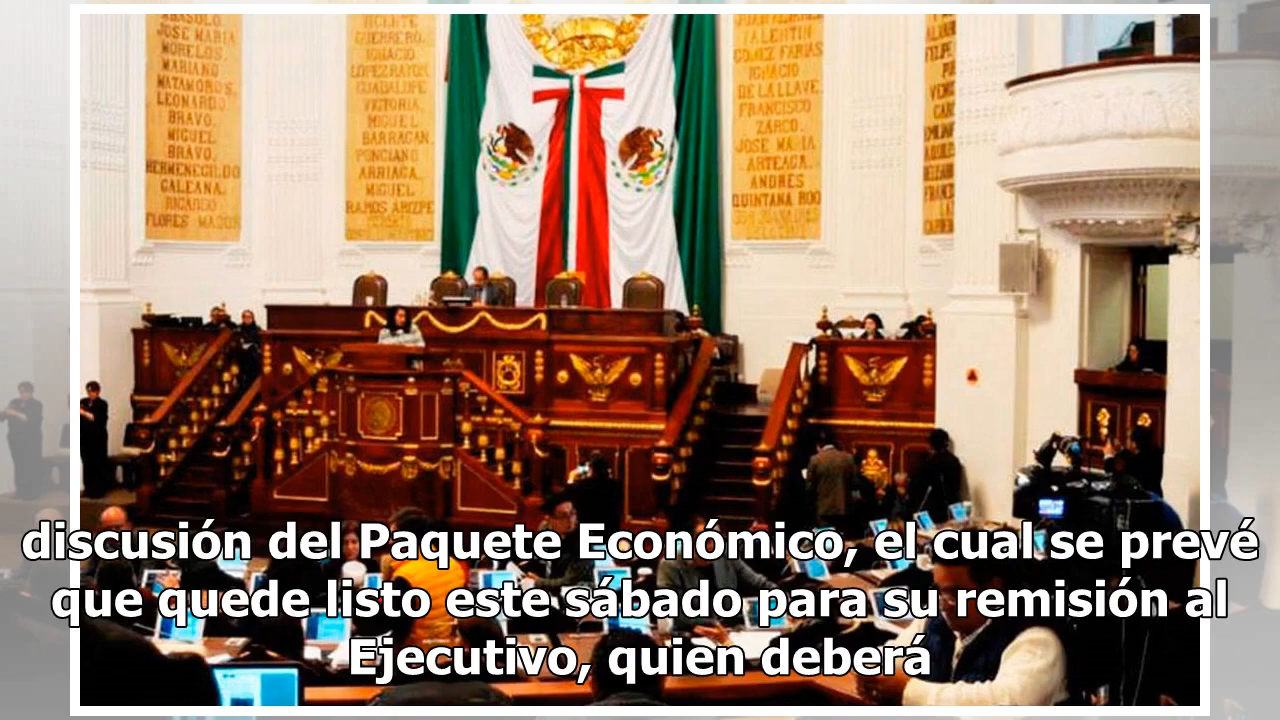 ABASOLO.
JOSE MARIA
MORELOS.
MARIANO
MATAMOROS.
LEONARDO
BRAVO.
MIGUEL
BRAVO.
HERMENEGILDO
GALEANA.
RICARDO
FLORES MAGON
VICENTE
GUERRERO.
IGNACIO
LOPEZ RAYON.
GUADALUPE
VICTORIA.
MIGUEL
BARRAGAN.
PONCIANO
ARRIAGA.
MIGUEL
RAMOS ARIZPE
VALENTIN
GOMEZ FARIAS
IGNACIO
DE LA LLAVE.
FRANCISCO
ZARCO.
JOSE MARIA
ARTEAGA.
ANDRES
QUINTANA ROO
discusión del Paquete Económico, el cual se prevé
que quede listo este sábado para su remisión al
Ejecutivo, quien deberá